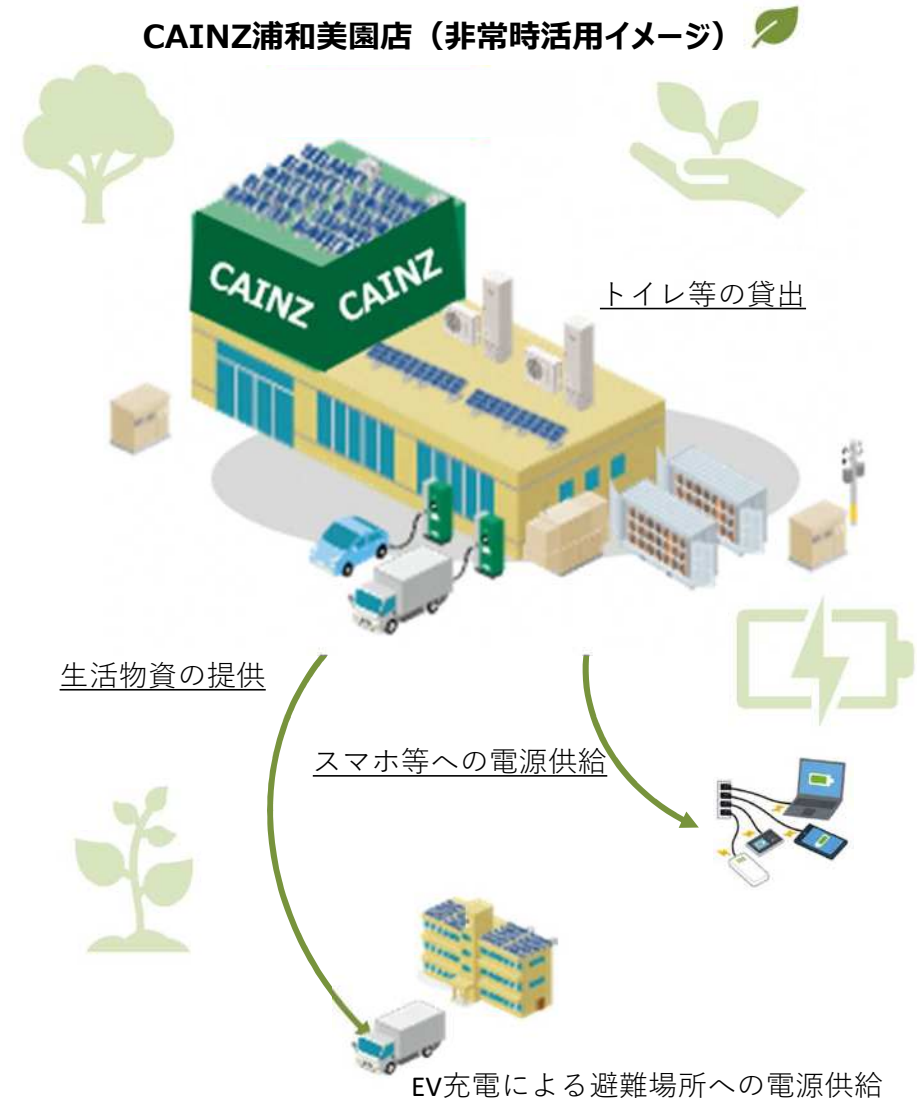 CAINZ浦和美園店（非常時活用イメージ）
CAINZ
CAINZ
トイレ等の貸出
生活物資の提供
スマホ等への電源供給
EV充電による避難場所への電源供給